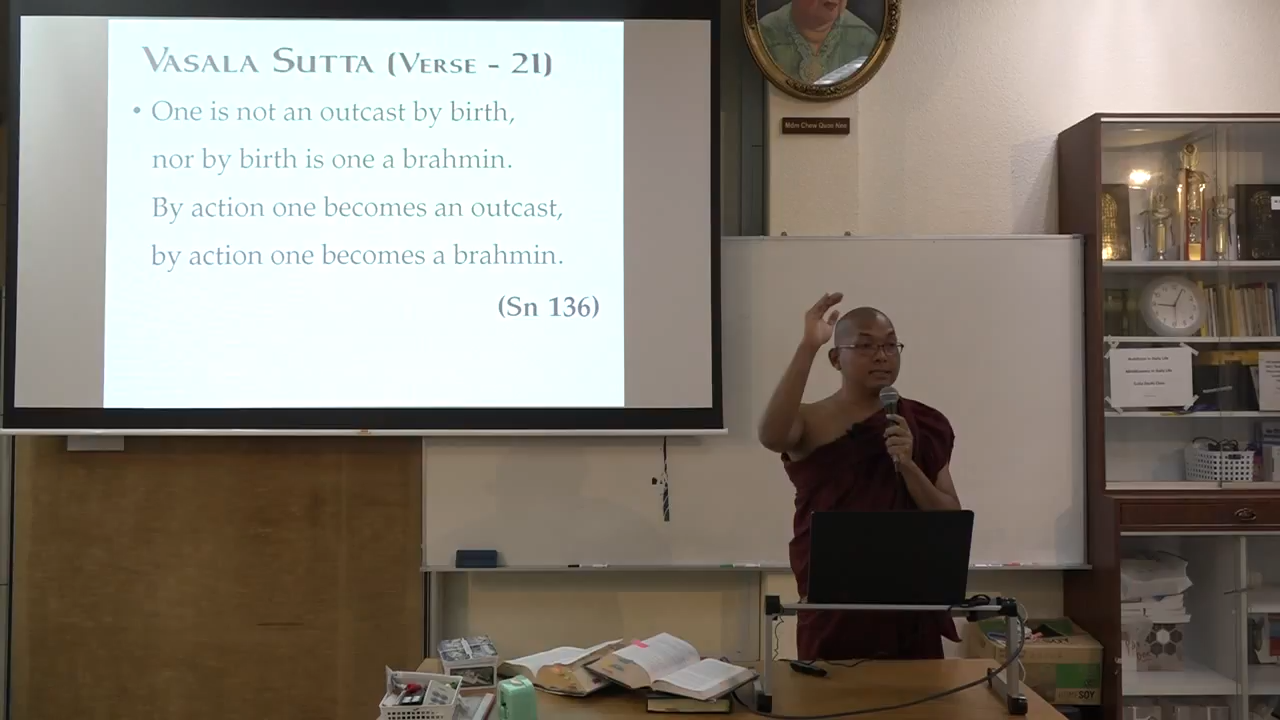 VASALA SUTTA (VERSE - 21)
• One is not an outcast by birth,
nor by birth is one a brahmin.
By action one becomes an outcast,
by action one becomes a brahmin.
(Sn 136)
SOY